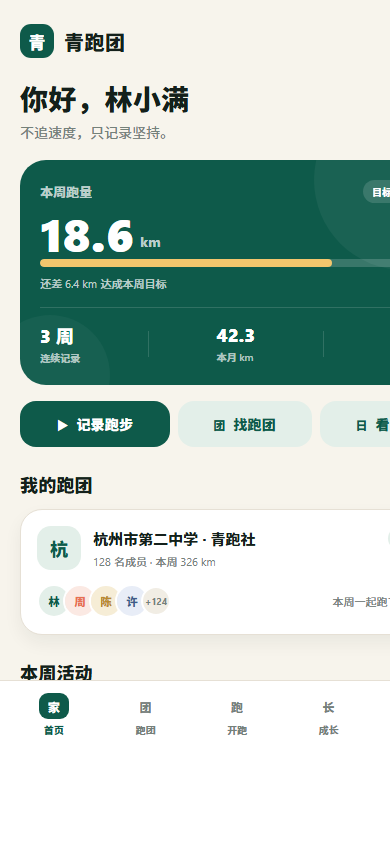 青 青跑团
你好，林小满
不追速度，只记录坚持。
本周跑量 目标
18.6 km
还差 6.4 km 达成本周目标
3 周 42.3
连续记录 本月 km
▶ 记录跑步 团 找跑团 日 看
我的跑团
杭 杭州市第二中学 · 青跑社
128 名成员 · 本周 326 km
林 周 陈 许 +124 本周一起跑
本周活动
家 团 跑 长
首页 跑团 开跑 成长